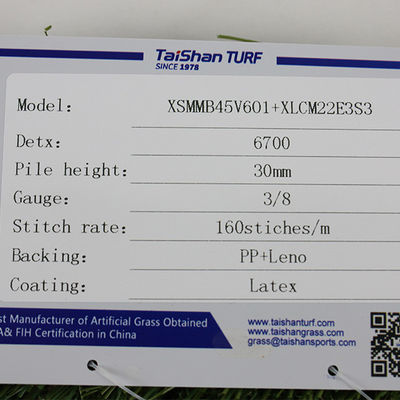 TaiShan TURF
SINCE 1978
Model: XSMMB45V601+XLCM22E3S3
Detx: 6700
Pile height: 30mm
Gauge: 3/8
Stitch rate: 160stiches/m
Backing: PP+Leno
Coating: Latex
Manufacturer of Artificial Grass Obtained
& FIH Certification in China
www.taishanturf.com
www.taishangrass.com
grass@taishansports.com